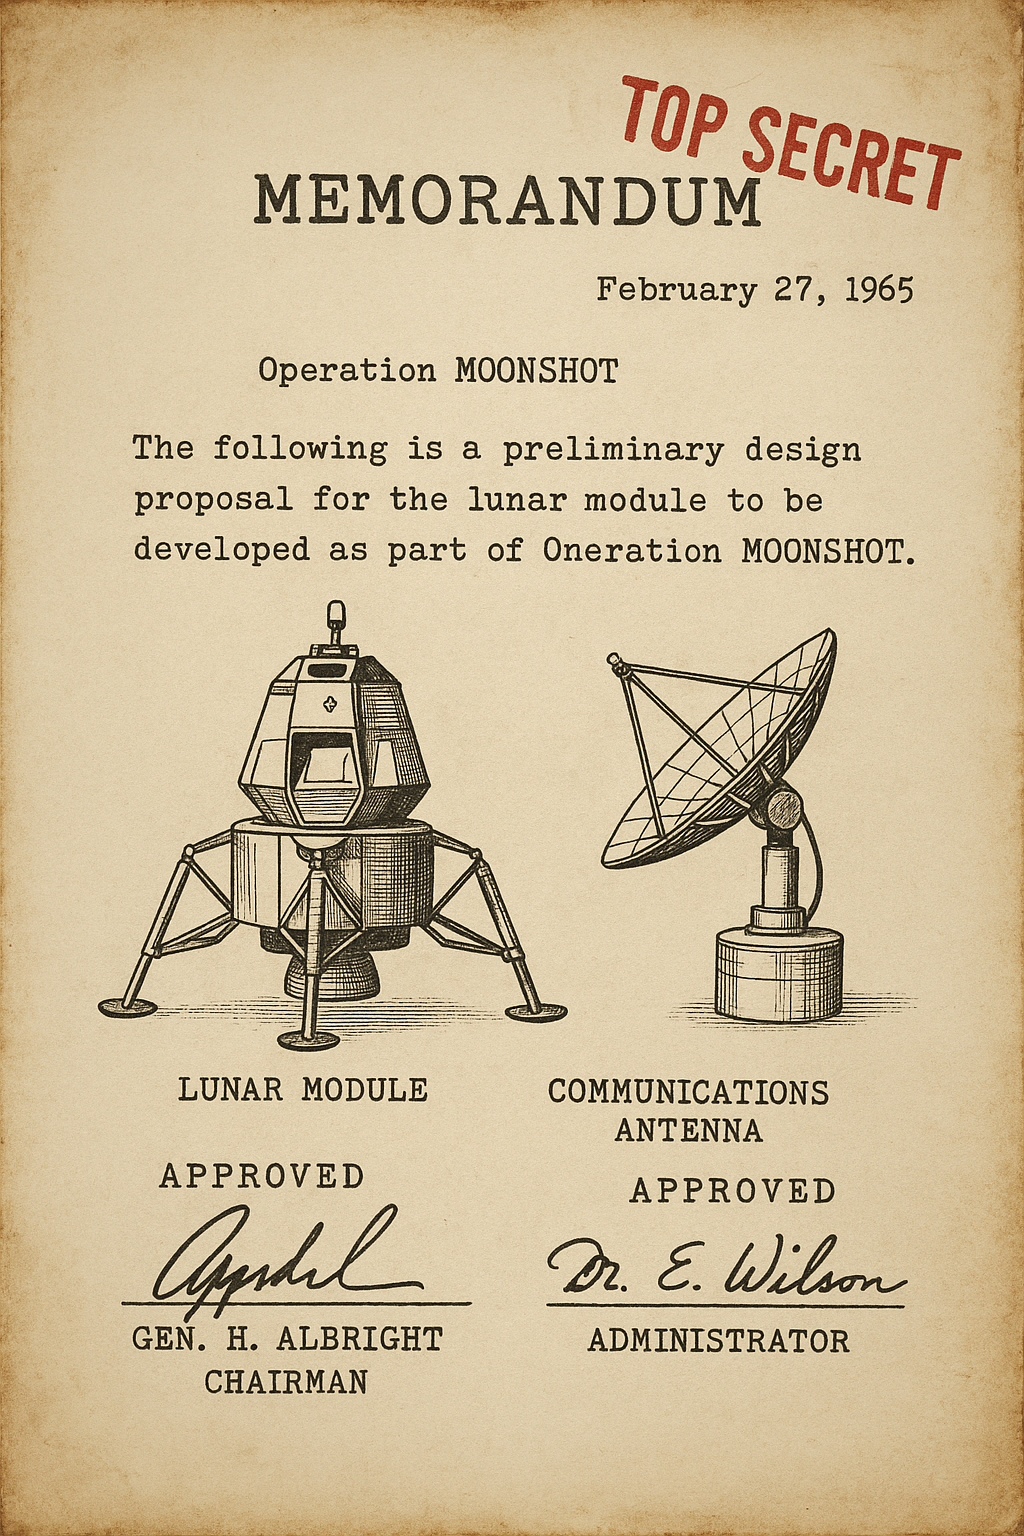 TOP SECRET
MEMORANDUM
February 27, 1965
Operation MOONSHOT
The following is a preliminary design
proposal for the lunar module to be
developed as part of Oneration MOONSHOT.
LUNAR MODULE
COMMUNICATIONS
ANTENNA
APPROVED
APPROVED
Dr. E. Wilson
GEN. H. ALBRIGHT
CHAIRMAN
ADMINISTRATOR